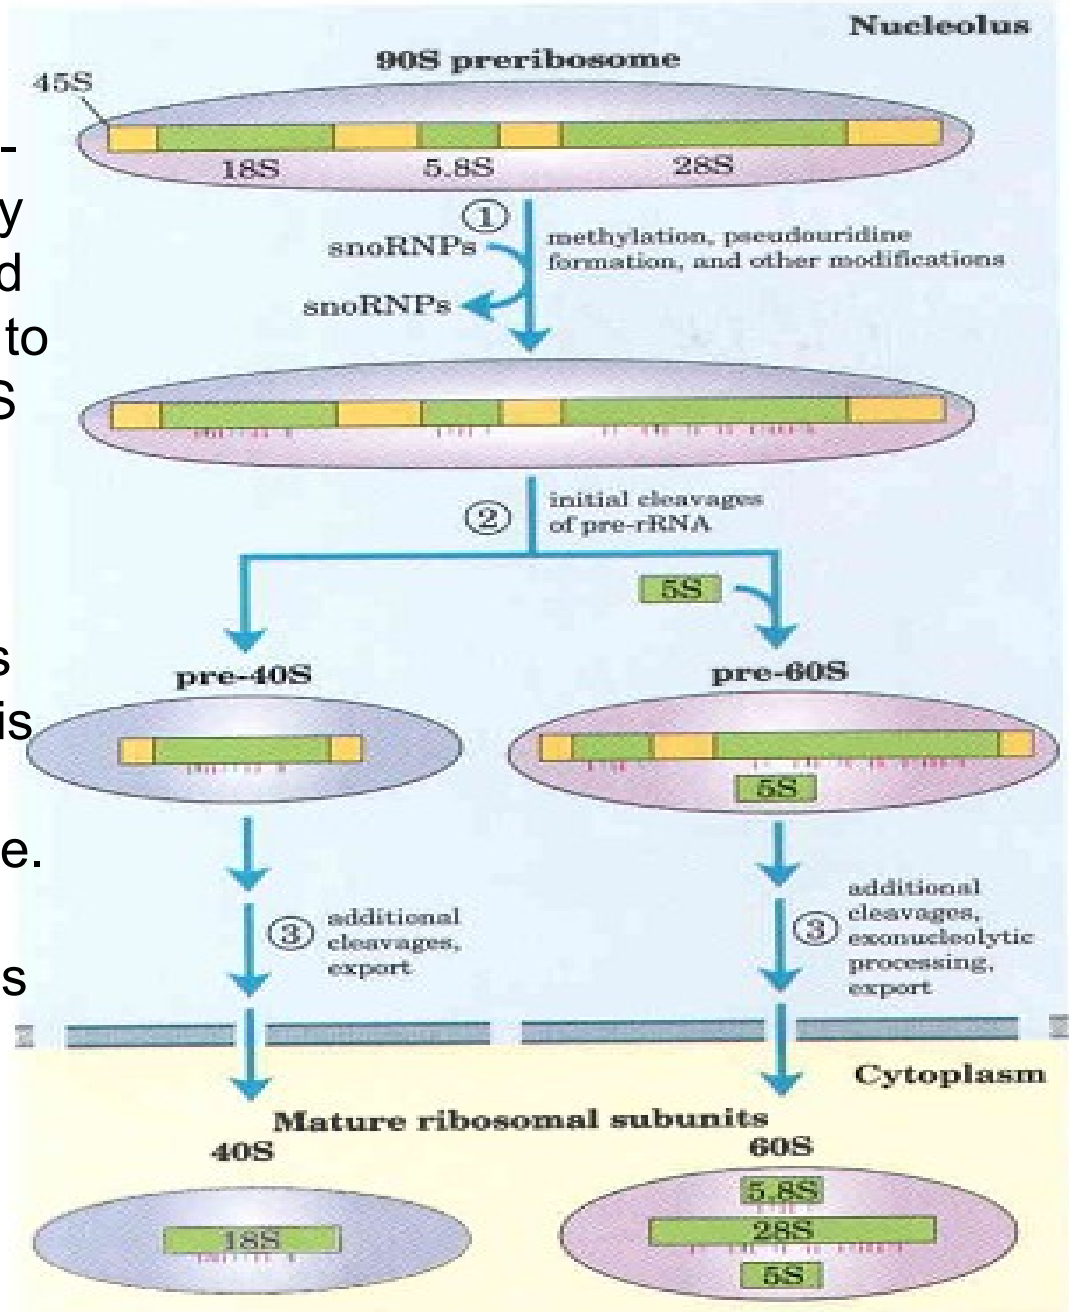 Nucleolus
90S preribosome
45S
18S 5.8S 28S
-
y
d
to
S
1
snoRNPs
snoRNPs
methylation, pseudouridine
formation, and other modifications
2
initial cleavages
of pre-rRNA
5S
s
is
e.
s
pre-40S
pre-60S
5S
3
additional
cleavages,
export
3
additional
cleavages,
exonucleolytic
processing,
export
Cytoplasm
Mature ribosomal subunits
40S
60S
18S
5.8S
28S
5S